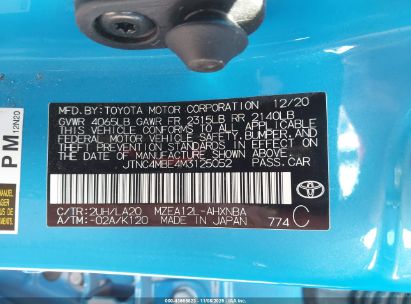 MFD.BY: TOYOTA MOTOR CORPORATION 12/20
GVWR 4065LB GAWR FR 2315LB RR 2140LB
THIS VEHICLE CONFORMS TO ALL APPLICABLE
FEDERAL MOTOR VEHICLE SAFETY, BUMPER, AND
THEFT PREVENTION STANDARDS IN EFFECT ON
THE DATE OF MANUFACTURE SHOWN ABOVE.
JTNC4MBE4M3125052 PASS.CAR
C/TR: 2UH/LA20 MZEA12L-AHXNBA
A/TM: -02A/K120 MADE IN JAPAN 774 C
PM
12N20